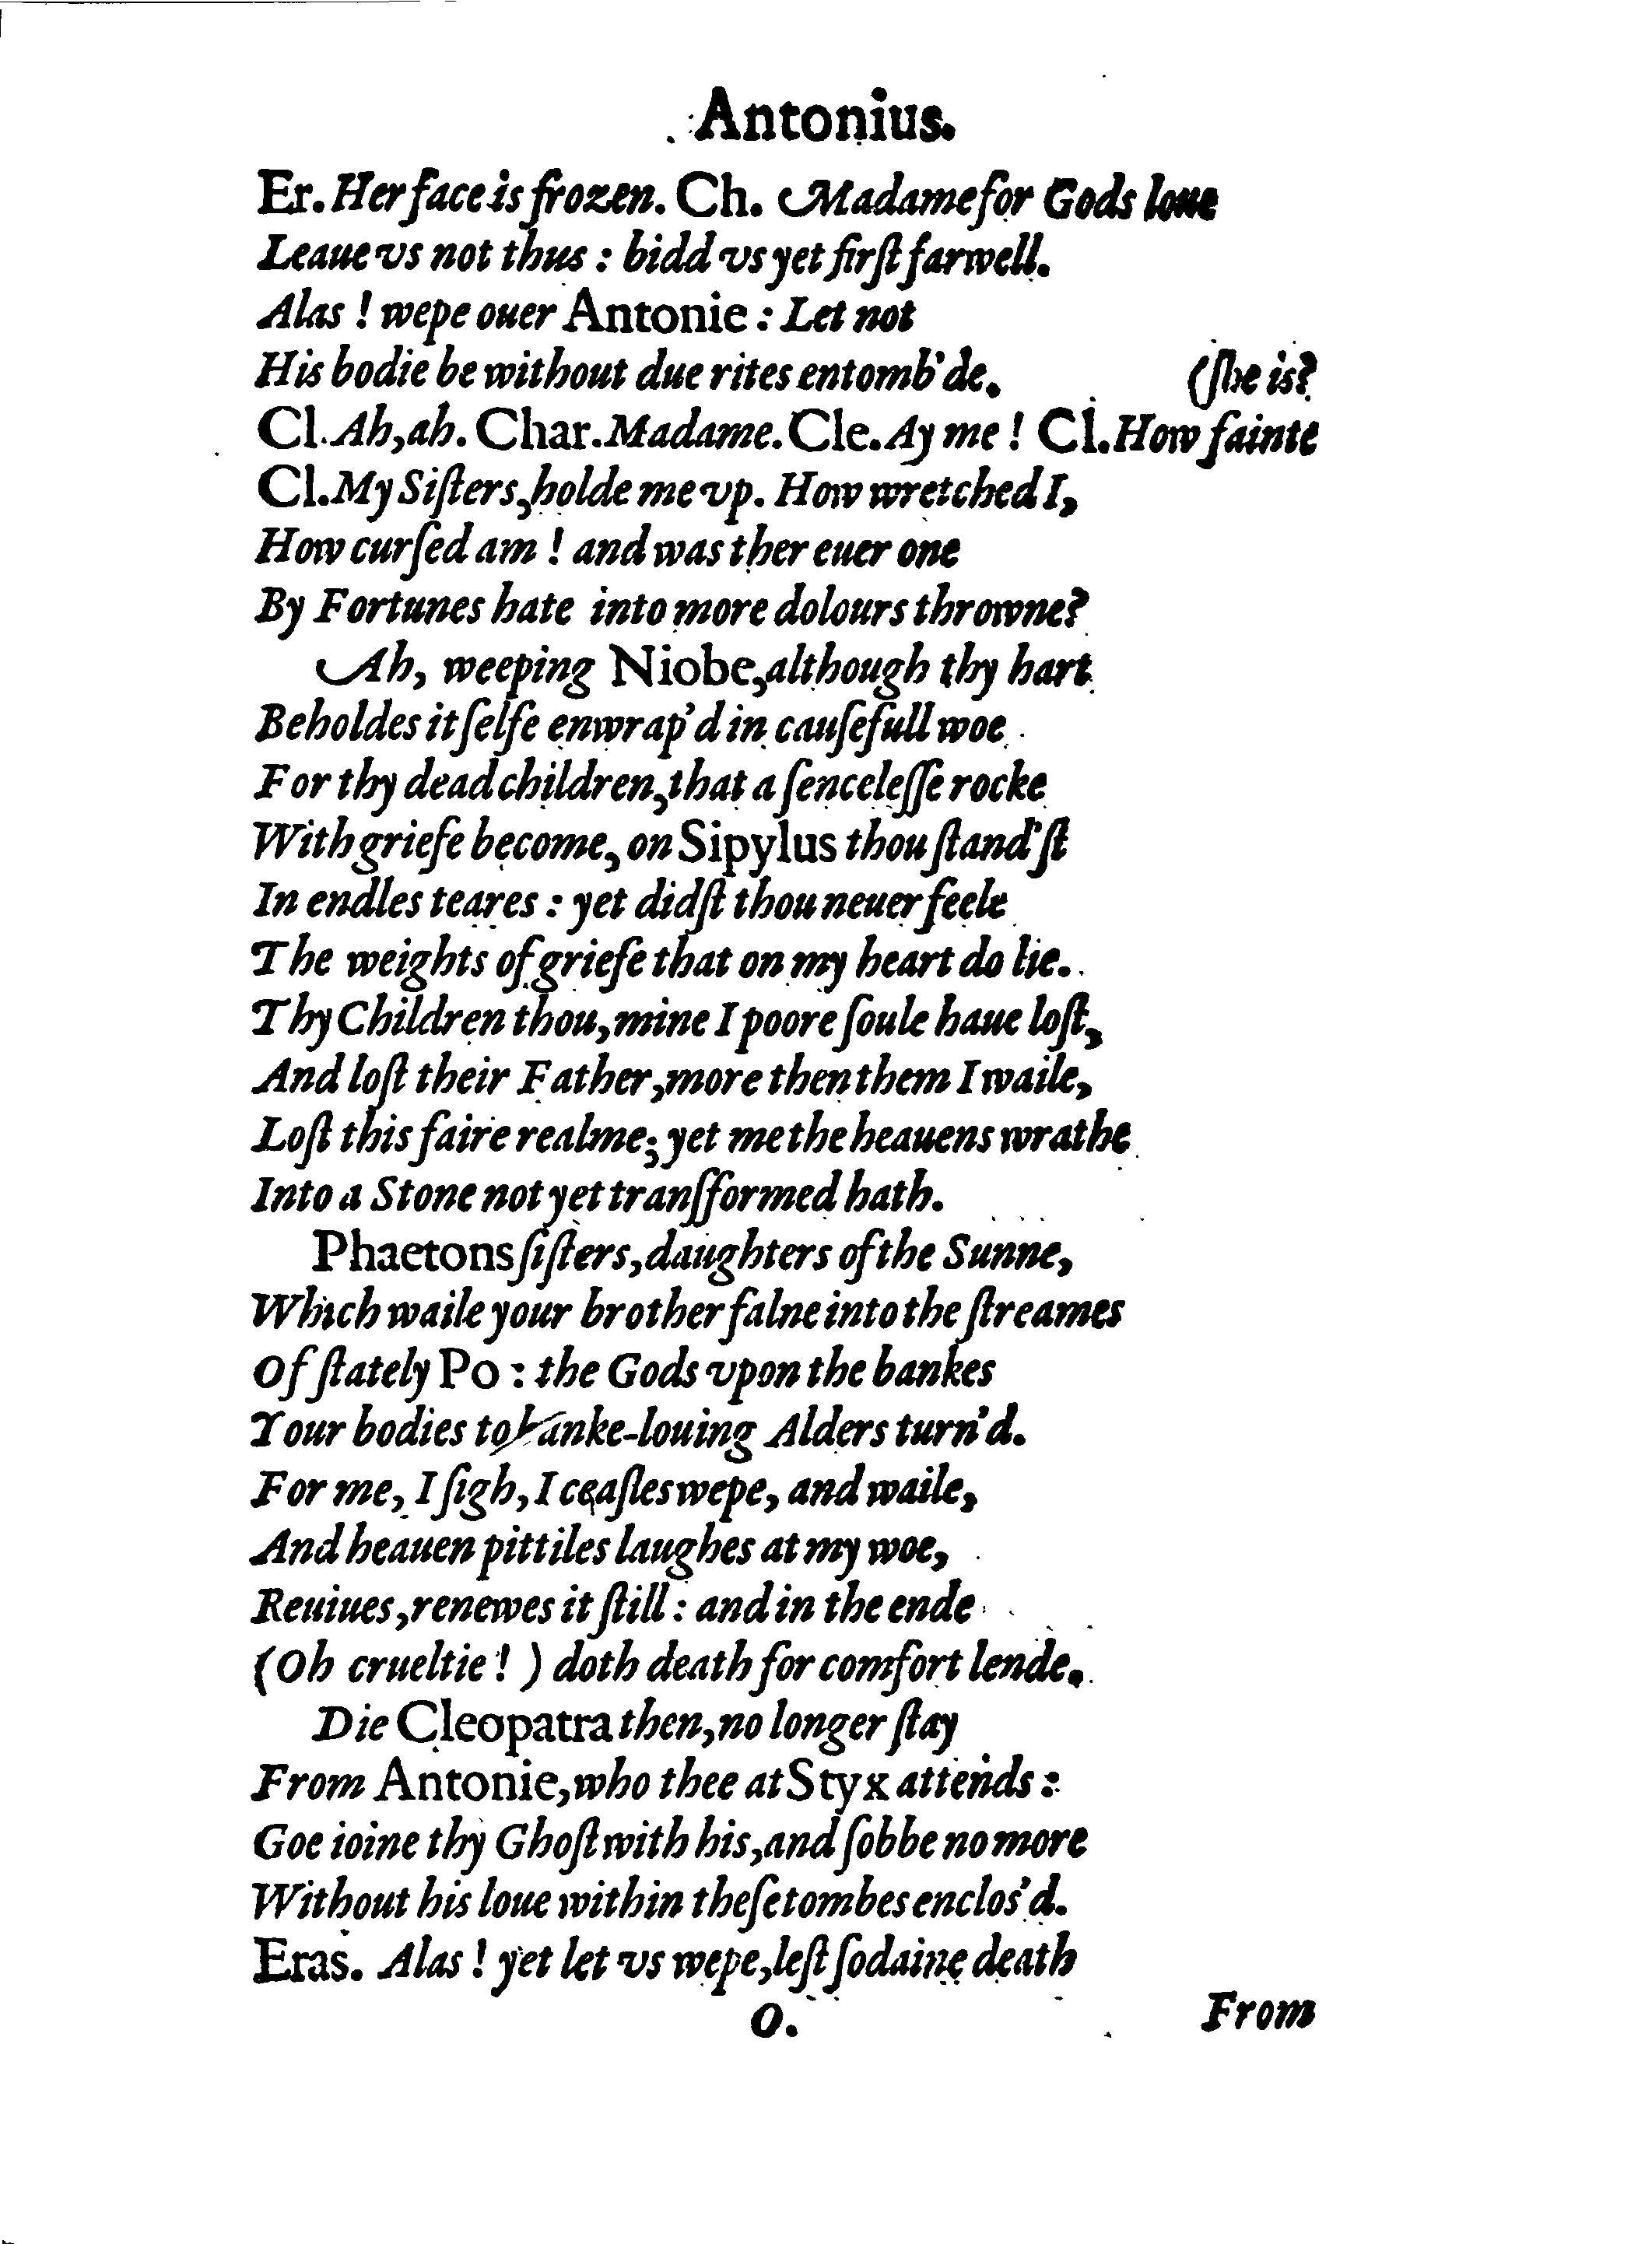 Antonius.
Er. Her face is frozen. Ch. Madame for Gods loue
Leaue vs not thus : bidd vs yet firſt farwell.
Alas ! wepe ouer Antonie : Let not
His bodie be without due rites entomb'de. (ſhe is?
Cl. Ah, ah. Char. Madame. Cle. Ay me ! Cl. How fainte
Cl. My Siſters, holde me vp. How wretched I,
How curſed am ! and was ther euer one
By Fortunes hate into more dolours throwne?
Ah, weeping Niobe, although thy hart
Beholdes it ſelfe enwrap'd in cauſefull woe
For thy dead children, that a ſenceleſſe rocke
With griefe become, on Sipylus thou ſtand'ſt
In endles teares : yet didſt thou neuer feele
The weights of griefe that on my heart do lie.
Thy Children thou, mine I poore ſoule haue loſt,
And loſt their Father, more then them I waile,
Loſt this faire realme; yet me the heauens wrathe
Into a Stone not yet tranſformed hath.
Phaetons ſiſters, daughters of the Sunne,
Which waile your brother falne into the ſtreames
Of ſtately Po : the Gods vpon the bankes
Your bodies to banke-louing Alders turn'd.
For me, I ſigh, I ceaſles wepe, and waile,
And heauen pittiles laughes at my woe,
Reuiues, renewes it ſtill : and in the ende
(Oh crueltie ! ) doth death for comfort lende.
Die Cleopatra then, no longer ſtay
From Antonie, who thee at Styx attends :
Goe ioine thy Ghoſt with his, and ſobbe no more
Without his loue within theſe tombes enclos'd.
Eras. Alas ! yet let vs wepe, leſt ſodaine death
O. From